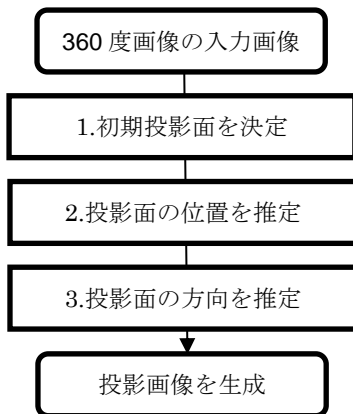 360 度画像の入力画像
1.初期投影面を決定
2.投影面の位置を推定
3.投影面の方向を推定
投影画像を生成